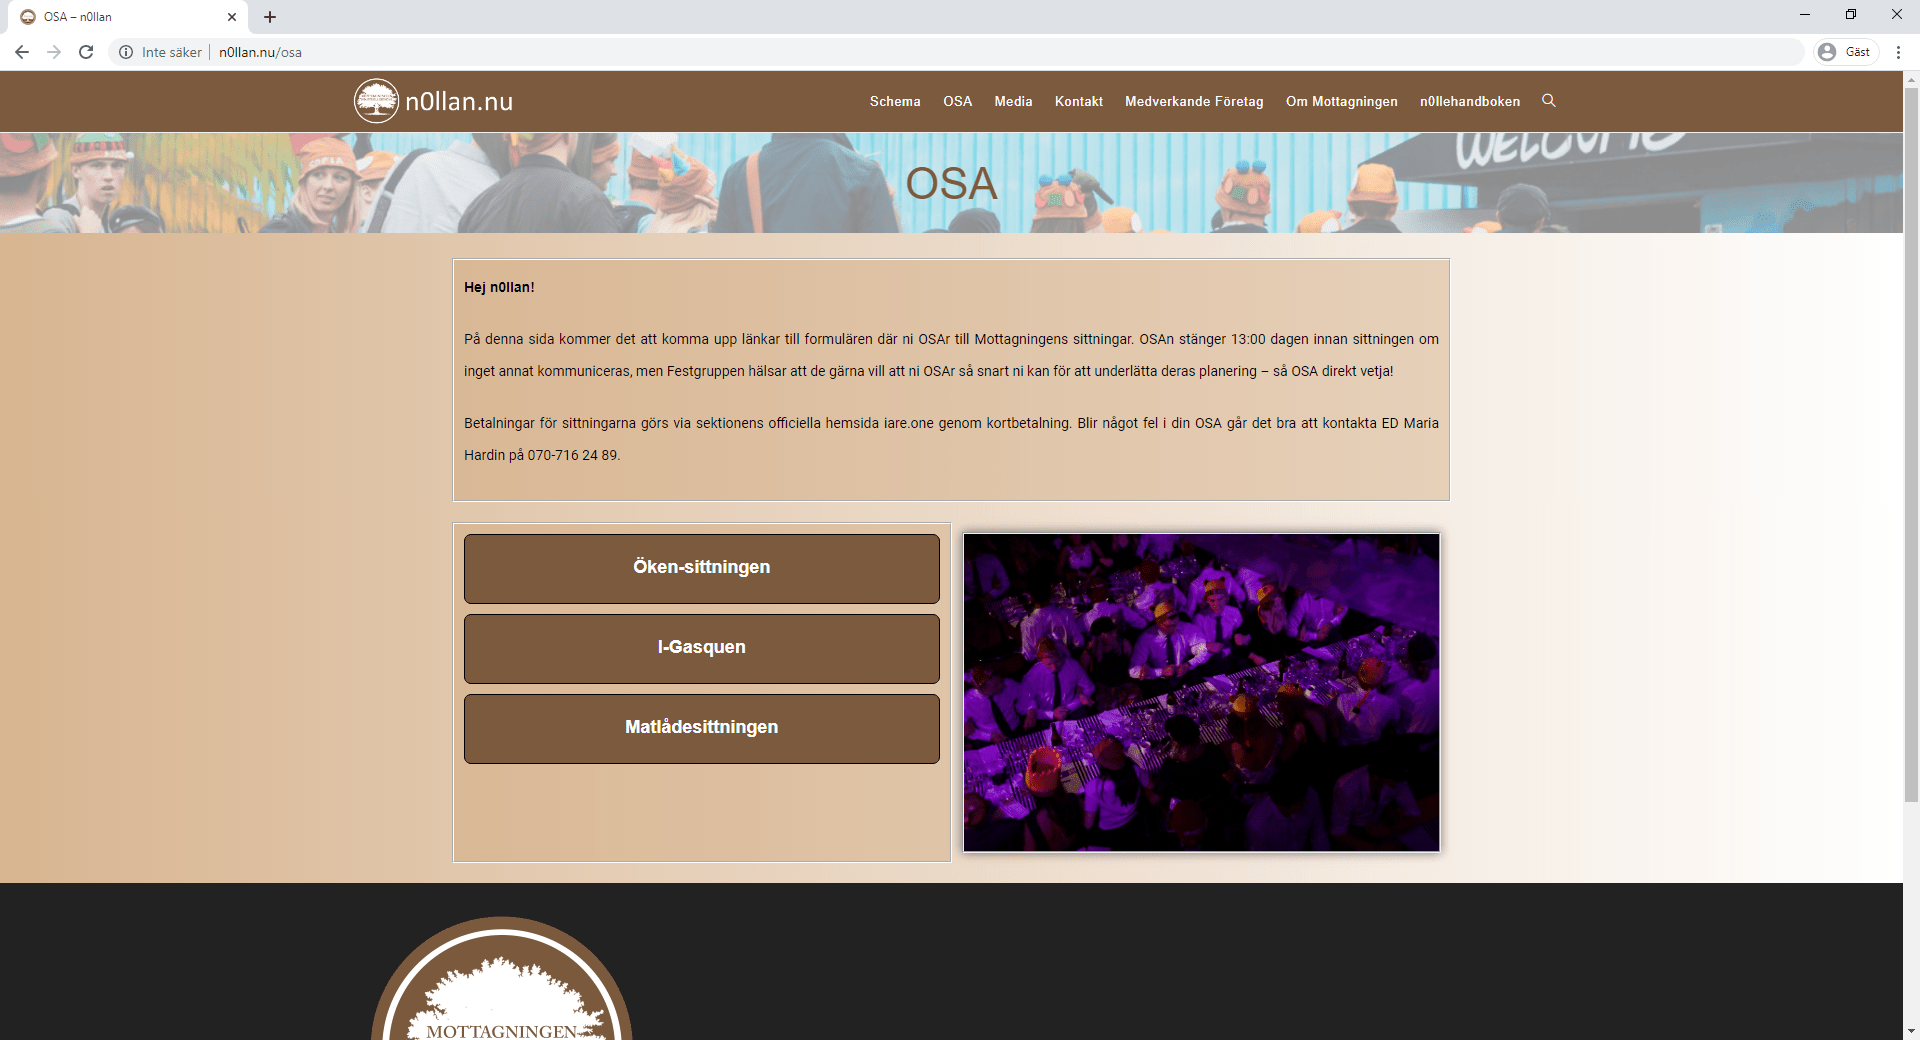 OSA – n0llan
Inte säker
n0llan.nu/osa
Gäst
n0llan.nu
Schema
OSA
Media
Kontakt
Medverkande Företag
Om Mottagningen
n0llehandboken
WELCOME
SOFIA
OSA
Hej n0llan!
På denna sida kommer det att komma upp länkar till formulären där ni OSAr till Mottagningens sittningar. OSAn stänger 13:00 dagen innan sittningen om
inget annat kommuniceras, men Festgruppen hälsar att de gärna vill att ni OSAr så snart ni kan för att underlätta deras planering – så OSA direkt vetja!
Betalningar för sittningarna görs via sektionens officiella hemsida iare.one genom kortbetalning. Blir något fel i din OSA går det bra att kontakta ED Maria
Hardin på 070-716 24 89.
Öken-sittningen
I-Gasquen
Matlådesittningen
MOTTAGNINGEN